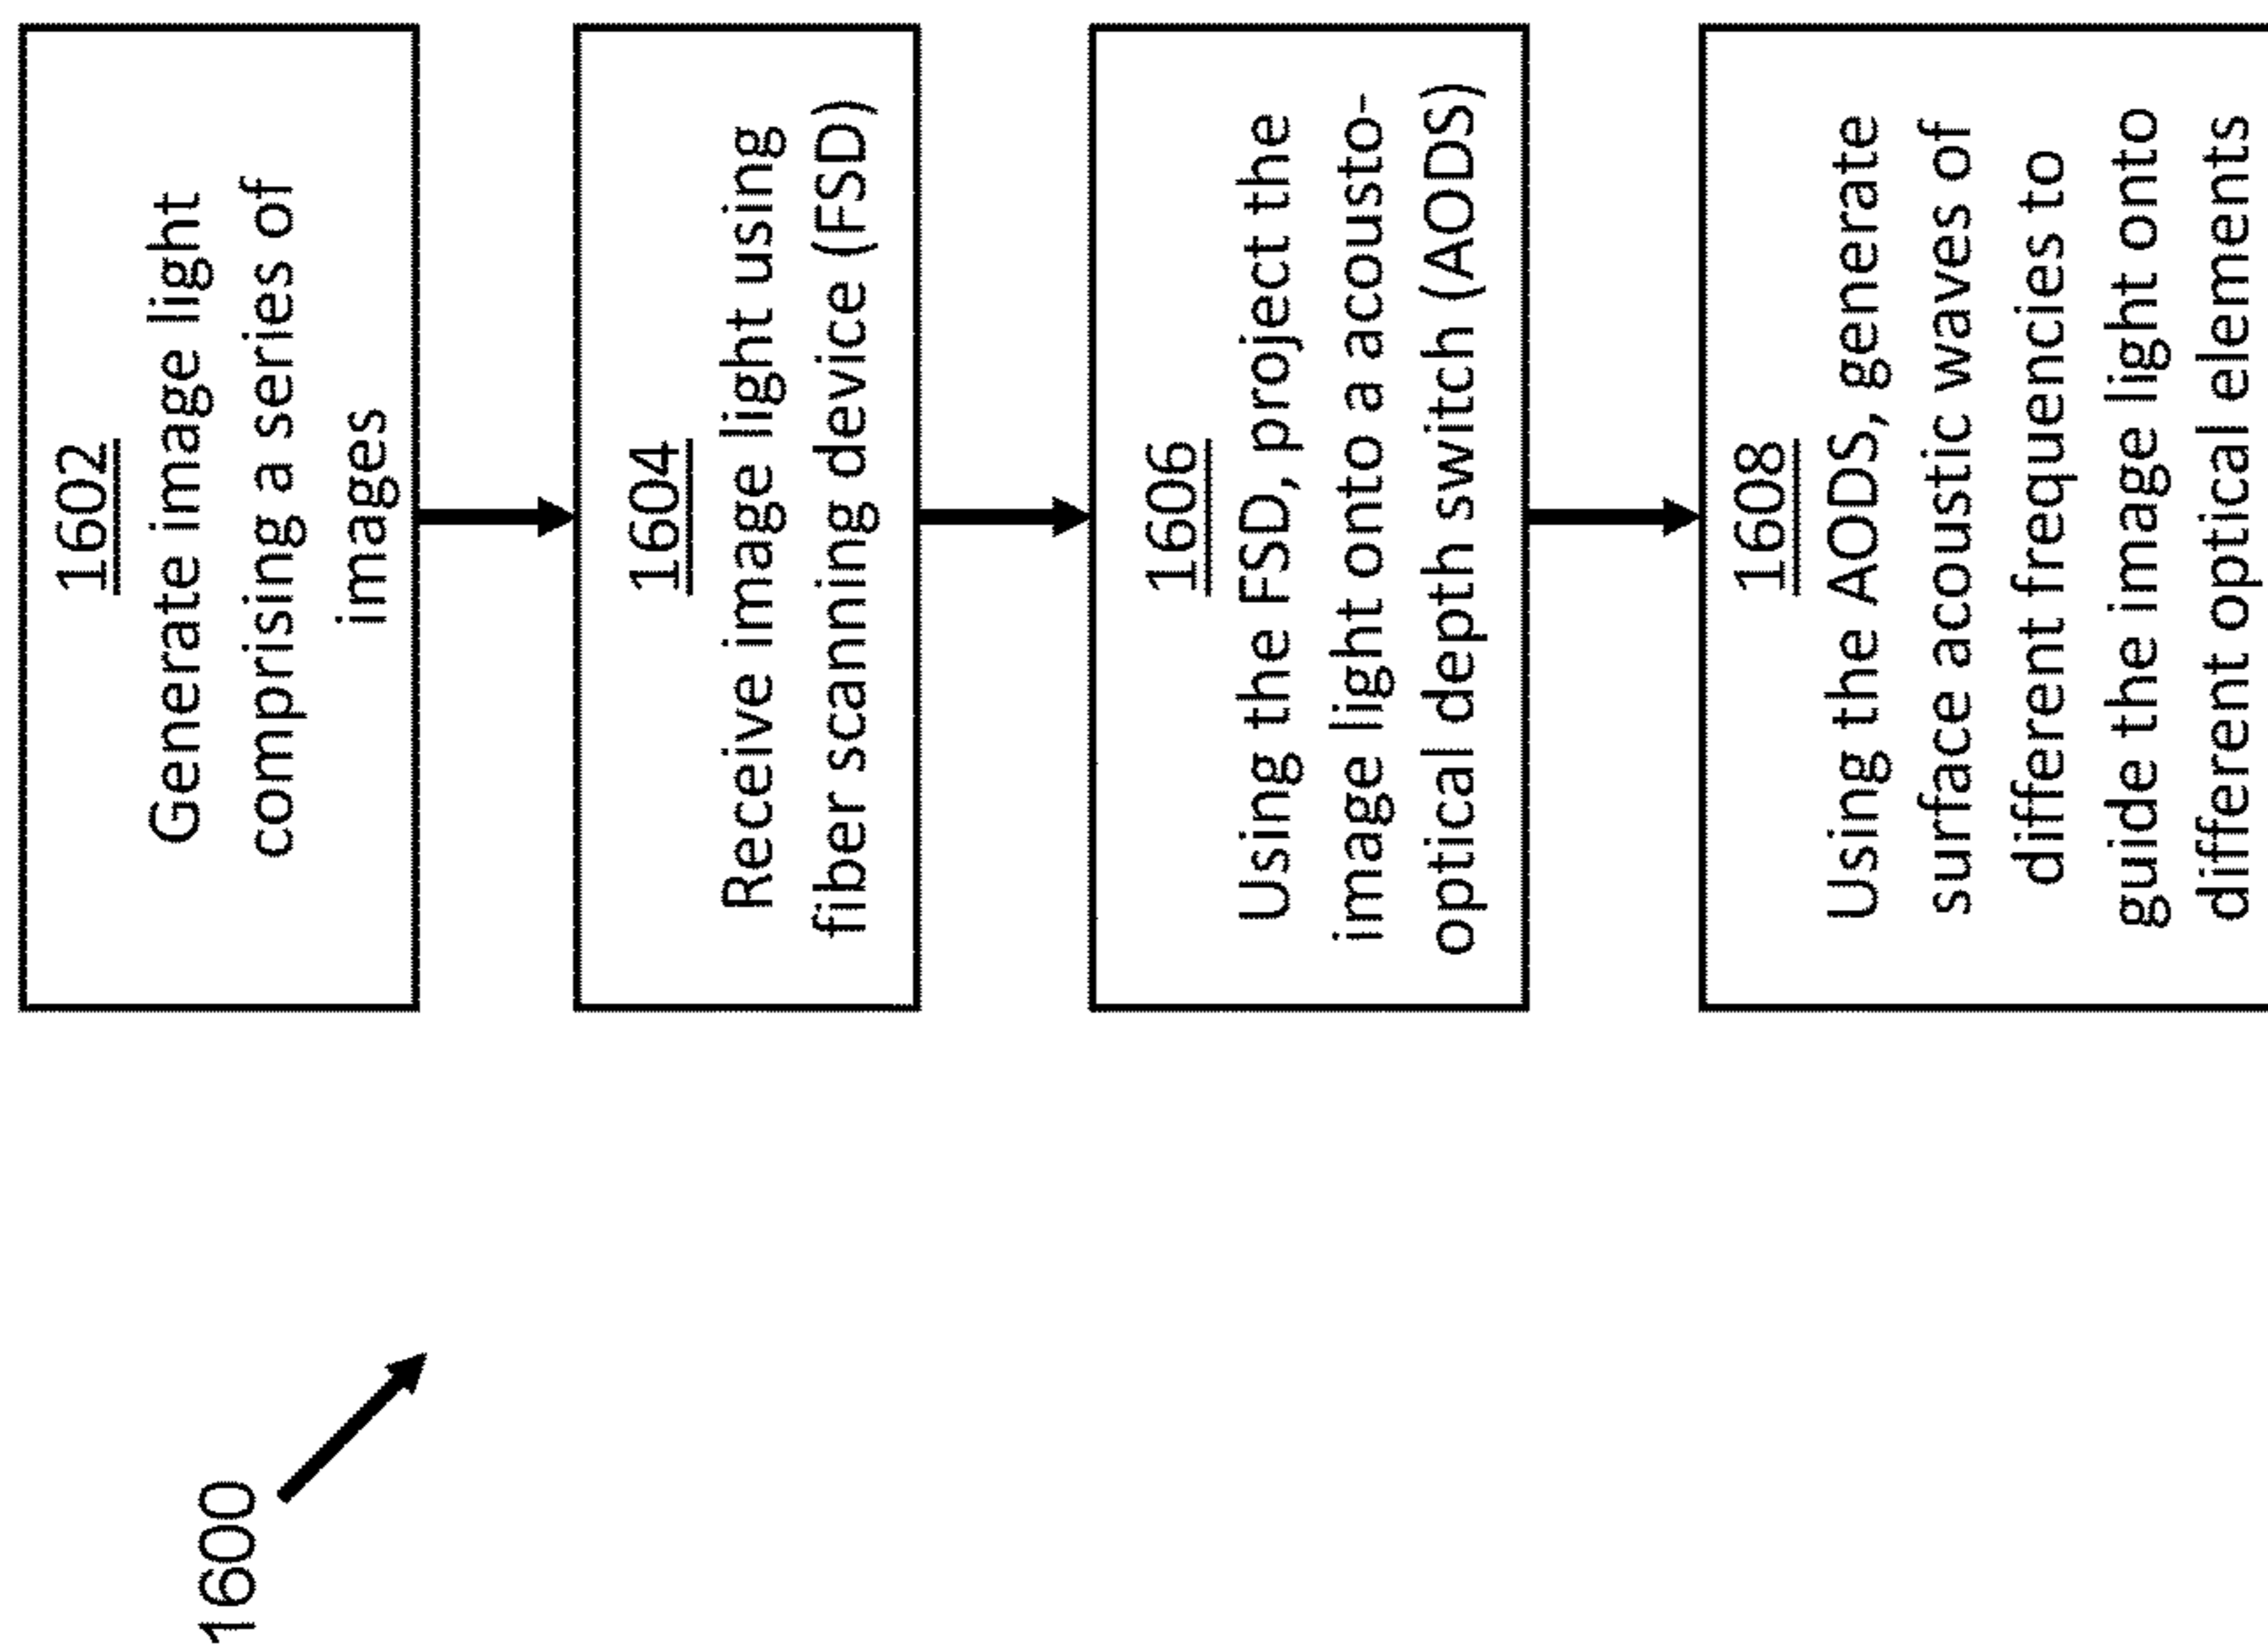 1600
1602
Generate image light
comprising a series of
images
1604
Receive image light using
fiber scanning device (FSD)
1606
Using the FSD, project the
image light onto a acousto-
optical depth switch (AODS)
1608
Using the AODS, generate
surface acoustic waves of
different frequencies to
guide the image light onto
different optical elements